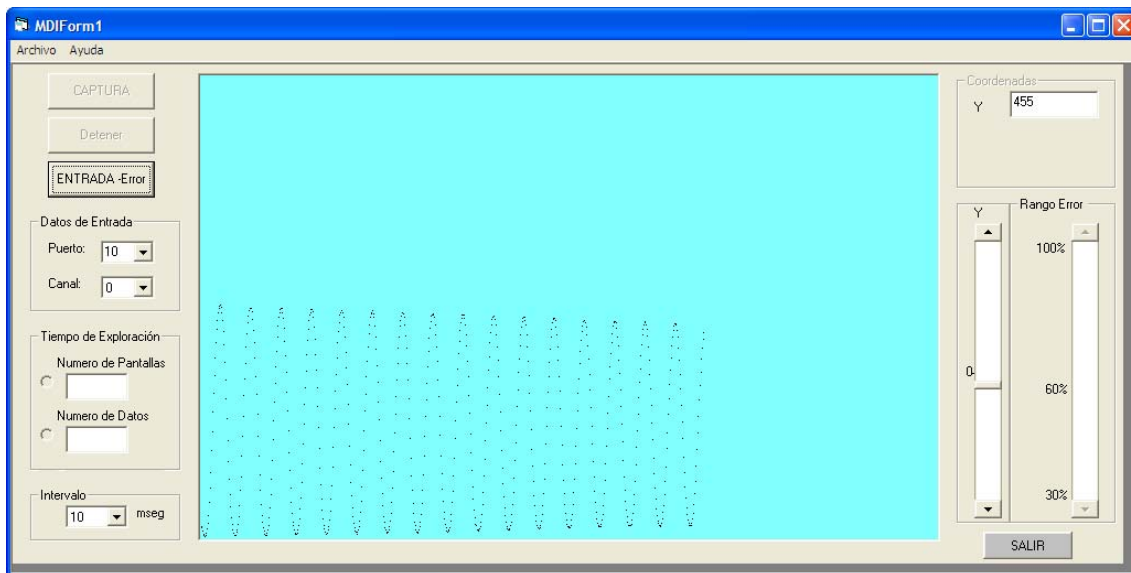 MDIForm1
Archivo Ayuda
CAPTURA
Detener
ENTRADA -Error
Datos de Entrada
Puerto: 10
Canal: 0
Tiempo de Exploración
Numero de Pantallas
Numero de Datos
Intervalo
10 mseg
Coordenadas
Y 455
Y
0-
Rango Error
100%
60%
30%
SALIR